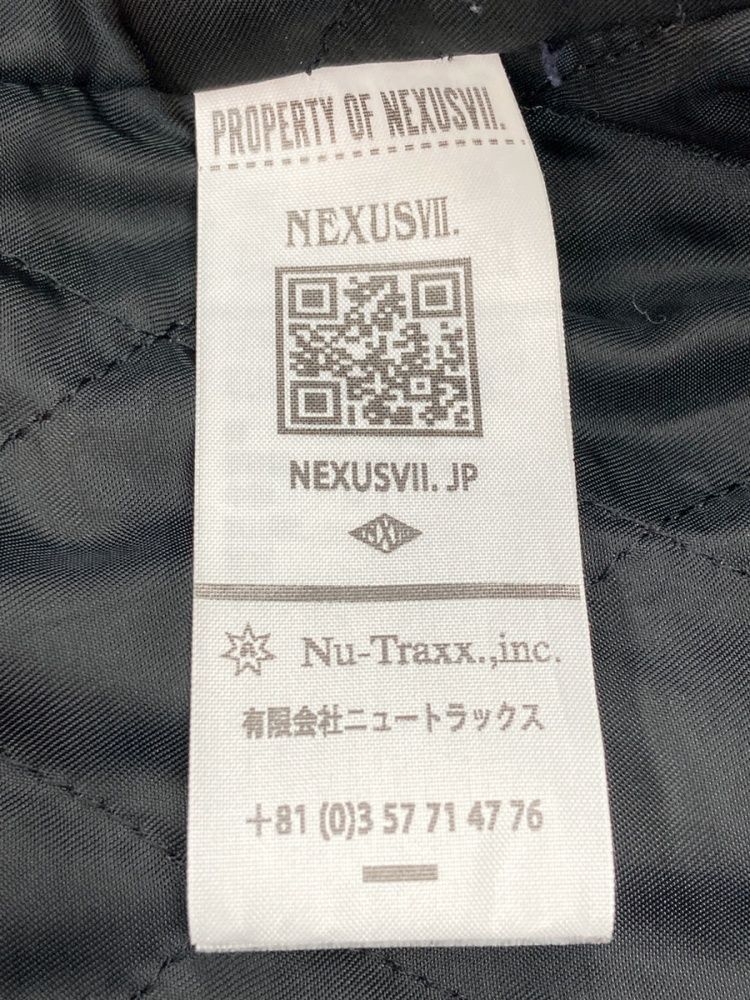 PROPERTY OF NEXUSVII.
NEXUSVII.
NEXUSVII. JP
NX
Nu-Traxx.,inc.
有限会社ニュートラックス
+81 (0)3 57 71 47 76